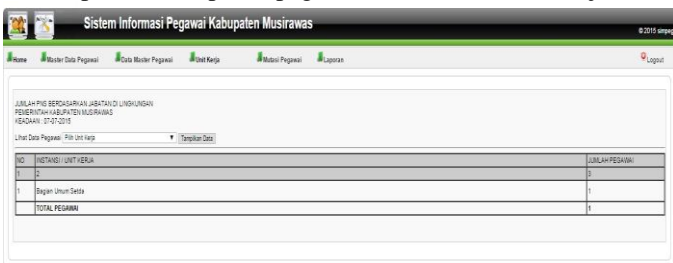 Sistem Informasi Pegawai Kabupaten Musirawas
© 2015 simpeg
Home Master Data Pegawai Data Master Pegawai Unit Kerja Mutasi Pegawai Laporan Logout
JUMLAH PNS BERDASARKAN JABATAN DI LINGKUNGAN
PEMERINTAH KABUPATEN MUSIRAWAS
KEADAAN : 07-07-2015
Lihat Data Pegawai Pilih Unit Kerja Tampilkan Data
NO INSTANSI / UNIT KERJA JUMLAH PEGAWAI
1 2 3
1 Bagian Umum Setda 1
TOTAL PEGAWAI 1